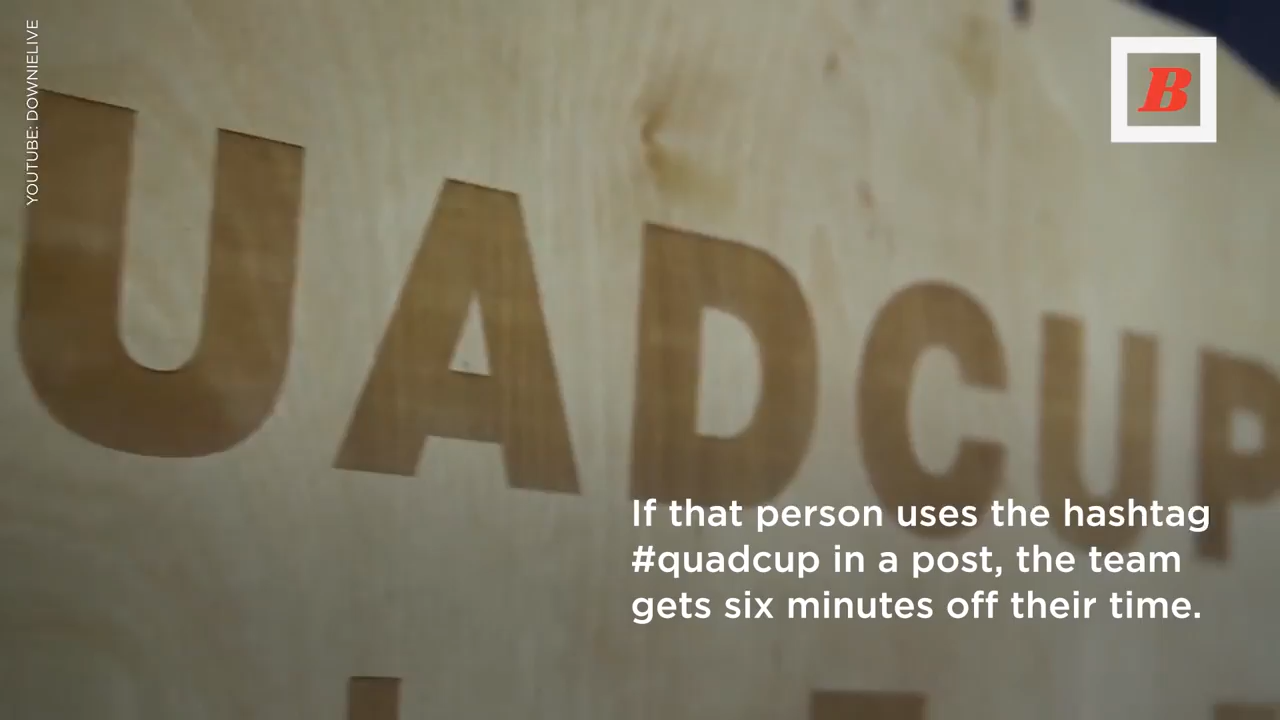 YOUTUBE: DOWNIELIVE
B
UADCUP
If that person uses the hashtag
#quadcup in a post, the team
gets six minutes off their time.